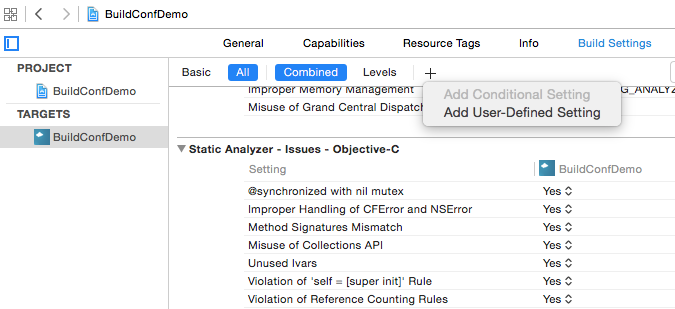 BuildConfDemo
General Capabilities Resource Tags Info Build Settings
PROJECT
BuildConfDemo
TARGETS
BuildConfDemo
Basic All Combined Levels +
Add Conditional Setting
Add User-Defined Setting
Improper Memory Management G_ANALYZ
Misuse of Grand Central Dispatch
Static Analyzer - Issues - Objective-C
Setting BuildConfDemo
@synchronized with nil mutex Yes
Improper Handling of CFError and NSError Yes
Method Signatures Mismatch Yes
Misuse of Collections API Yes
Unused Ivars Yes
Violation of 'self = [super init]' Rule Yes
Violation of Reference Counting Rules Yes